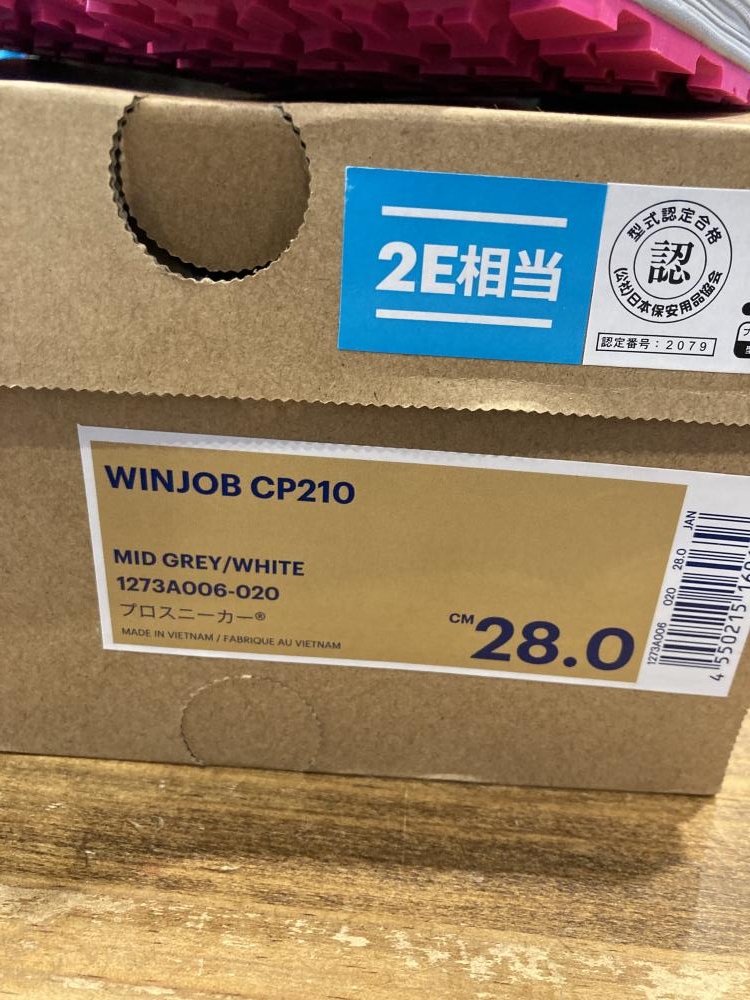 2E相当
型式認定合格
認
(公社)日本保安用品協会
認定番号：2079
WINJOB CP210
MID GREY/WHITE
1273A006-020
プロスニーカー®
MADE IN VIETNAM / FABRIQUE AU VIETNAM
CM 28.0
1273A006 020 28.0 JAN
4 550215